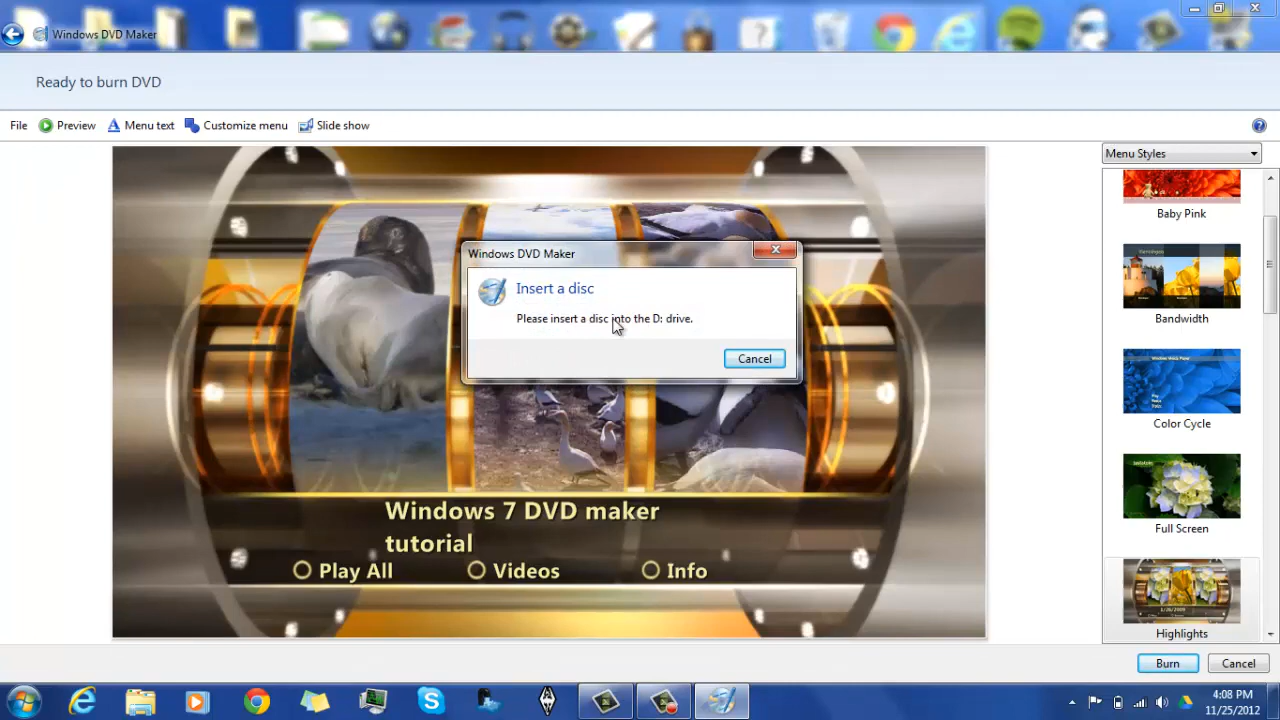 Windows DVD Maker
Ready to burn DVD
File
Preview
Menu text
Customize menu
Slide show
Menu Styles
Baby Pink
Bandwidth
Color Cycle
Full Screen
Highlights
Windows DVD Maker
Insert a disc
Please insert a disc into the D: drive.
Cancel
Windows 7 DVD maker
tutorial
Play All
Videos
Info
Burn
Cancel
4:08 PM
11/25/2012